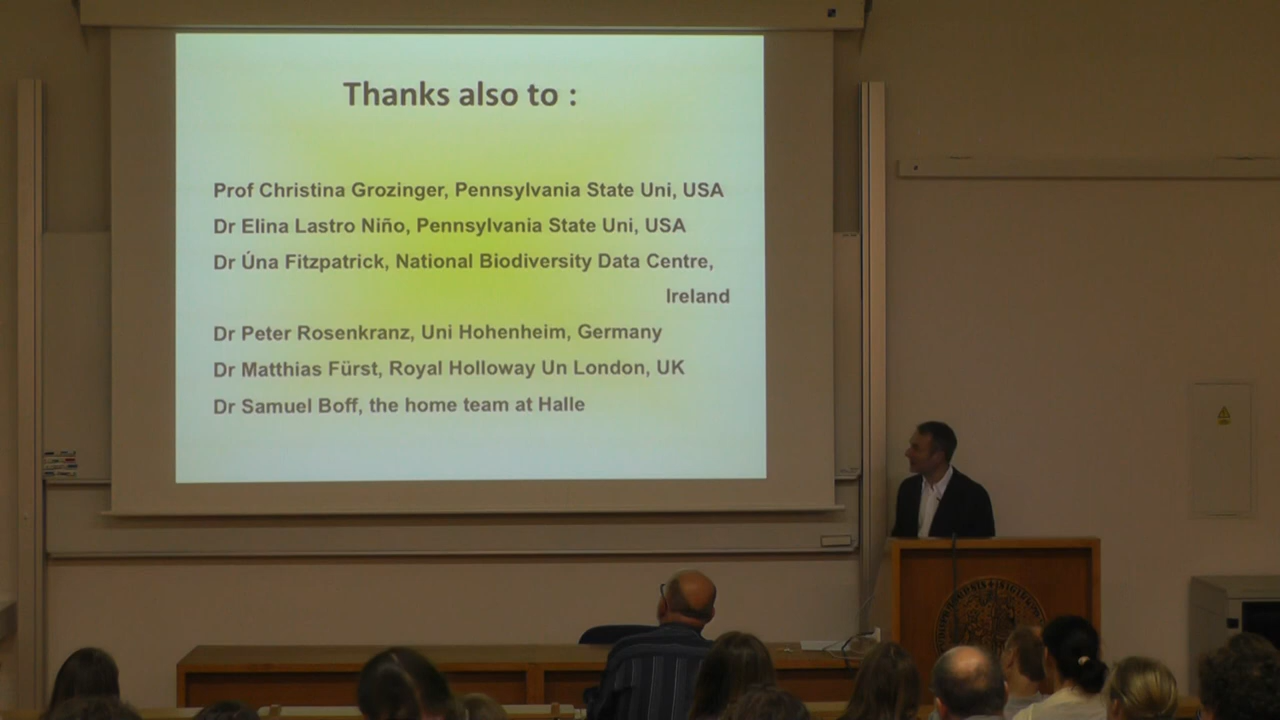 Thanks also to :
Prof Christina Grozinger, Pennsylvania State Uni, USA
Dr Elina Lastro Niño, Pennsylvania State Uni, USA
Dr Úna Fitzpatrick, National Biodiversity Data Centre,
Ireland
Dr Peter Rosenkranz, Uni Hohenheim, Germany
Dr Matthias Fürst, Royal Holloway Un London, UK
Dr Samuel Boff, the home team at Halle